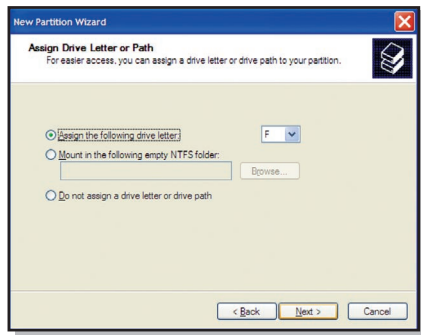 New Partition Wizard
Assign Drive Letter or Path
For easier access, you can assign a drive letter or drive path to your partition.
Assign the following drive letter: F
Mount in the following empty NTFS folder:
Browse...
Do not assign a drive letter or drive path
< Back Next > Cancel